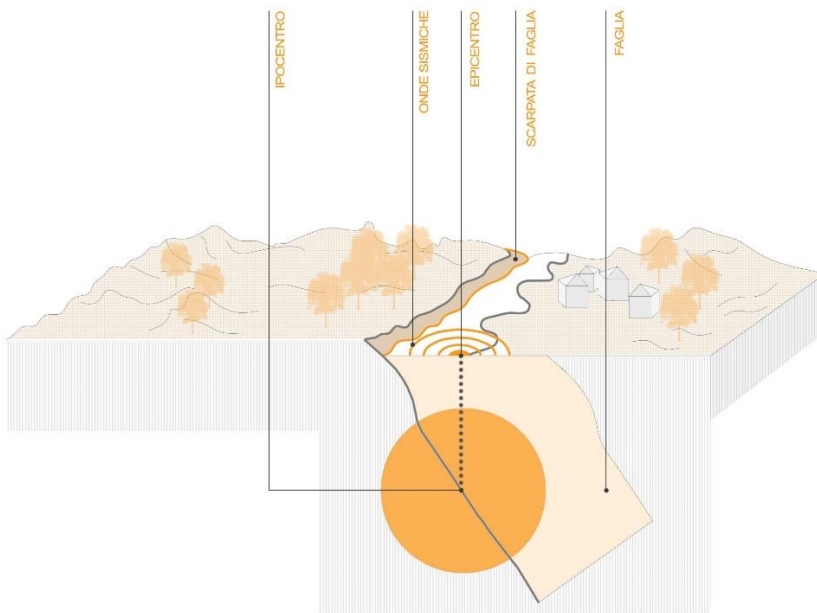 IPOCENTRO
ONDE SISMICHE
EPICENTRO
SCARPATA DI FAGLIA
FAGLIA